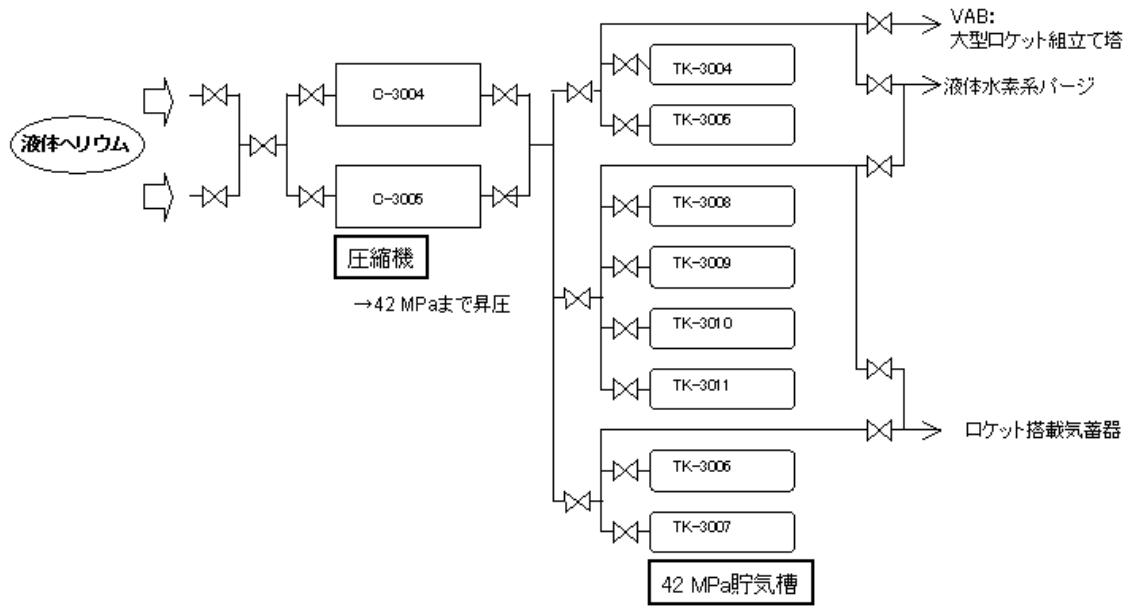 液体ヘリウム
C-3004
C-3005
圧縮機
→42 MPaまで昇圧
TK-3004
TK-3005
TK-3008
TK-3009
TK-3010
TK-3011
TK-3006
TK-3007
42 MPa貯気槽
VAB:
大型ロケット組立て塔
液体水素系パージ
ロケット搭載気蓄器